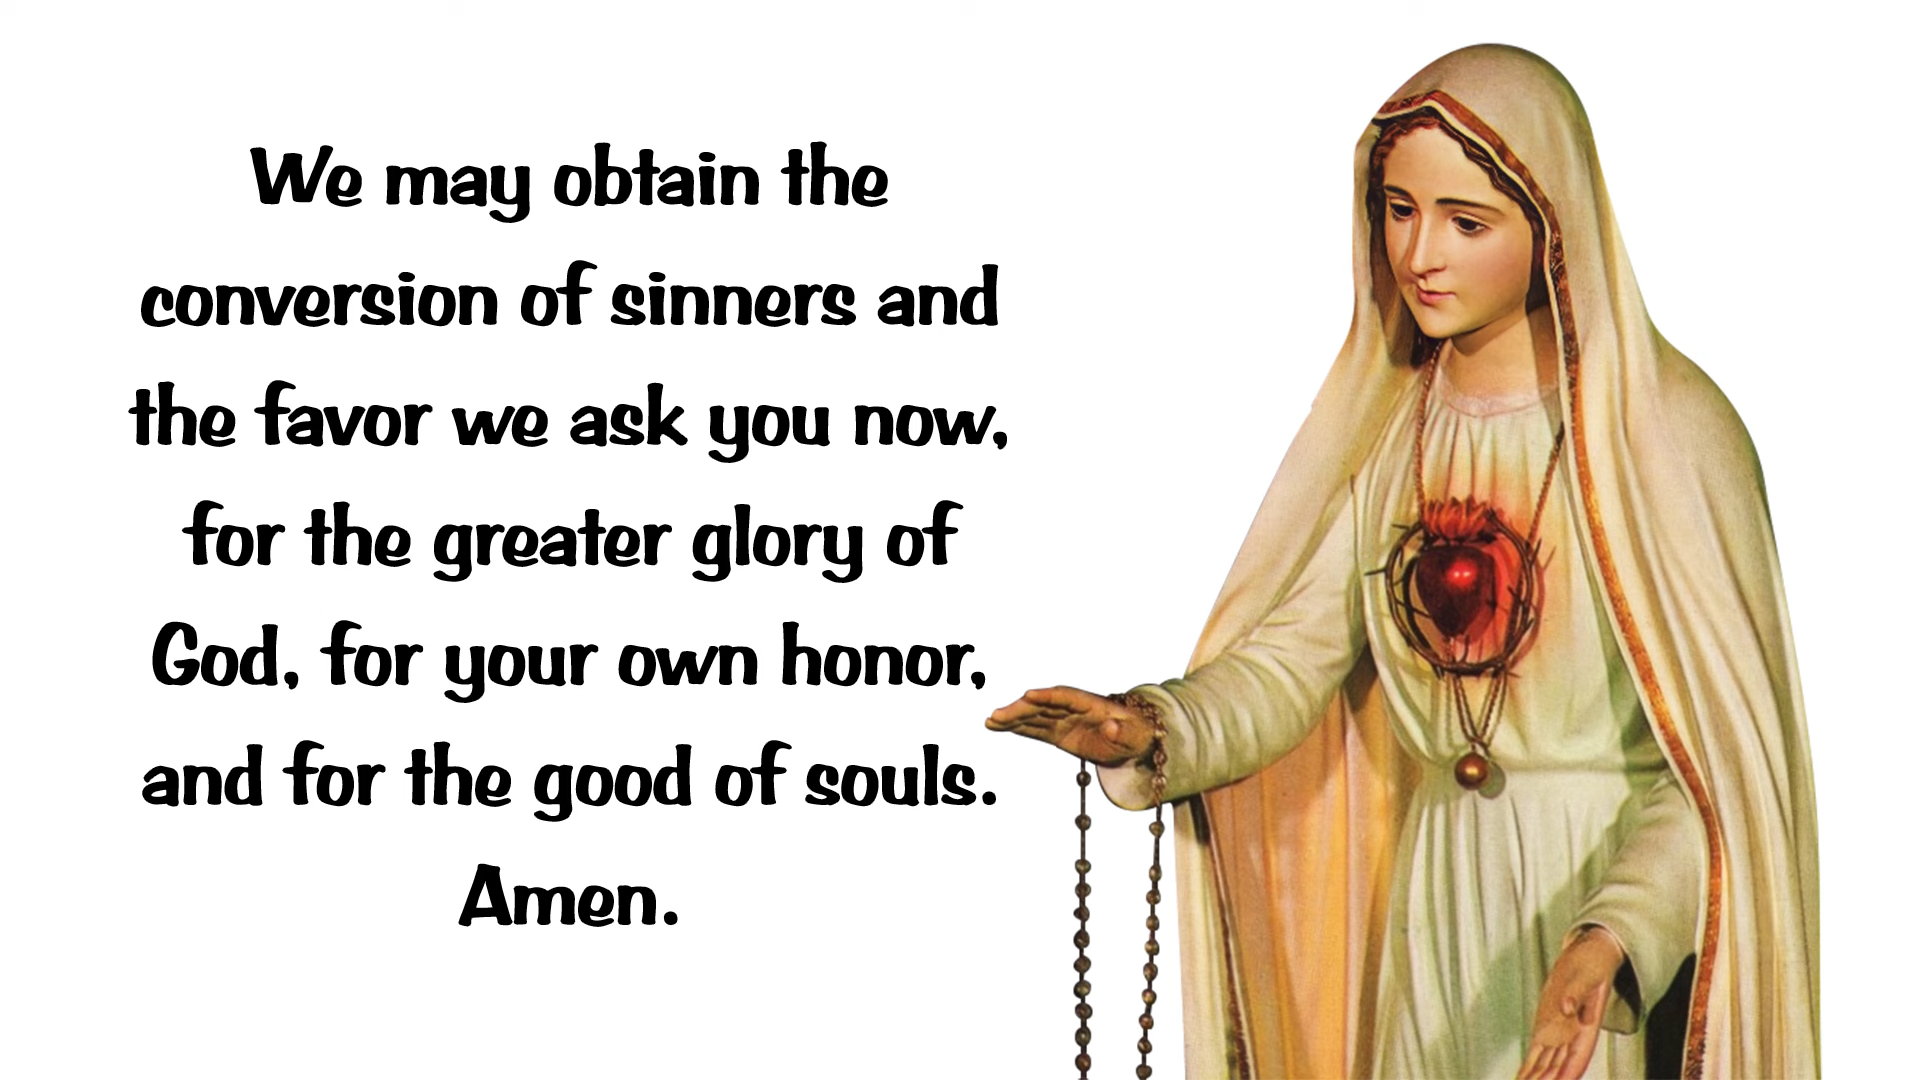 We may obtain the
conversion of sinners and
the favor we ask you now,
for the greater glory of
God, for your own honor,
and for the good of souls.
Amen.